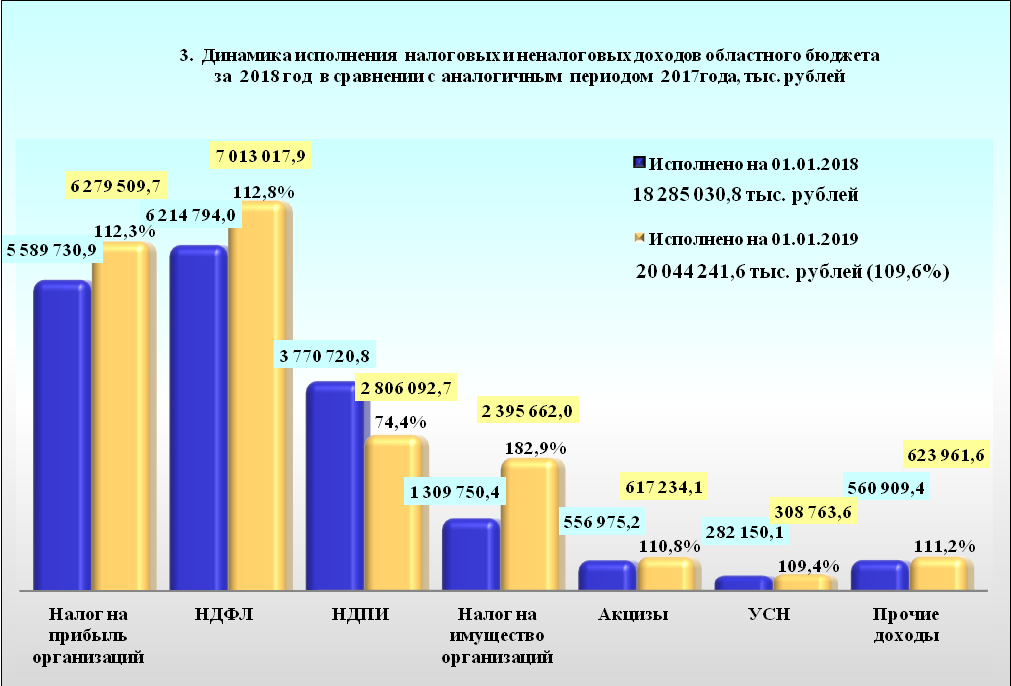 3. Динамика исполнения налоговых и неналоговых доходов областного бюджета
за 2018 год в сравнении с аналогичным периодом 2017года, тыс. рублей
Исполнено на 01.01.2018
18 285 030,8 тыс. рублей
Исполнено на 01.01.2019
20 044 241,6 тыс. рублей (109,6%)
5 589 730,9
6 279 509,7
112,3%
6 214 794,0
7 013 017,9
112,8%
3 770 720,8
2 806 092,7
74,4%
1 309 750,4
2 395 662,0
182,9%
556 975,2
617 234,1
110,8%
282 150,1
308 763,6
109,4%
560 909,4
623 961,6
111,2%
Налог на
прибыль
организаций
НДФЛ
НДПИ
Налог на
имущество
организаций
Акцизы
УСН
Прочие
доходы